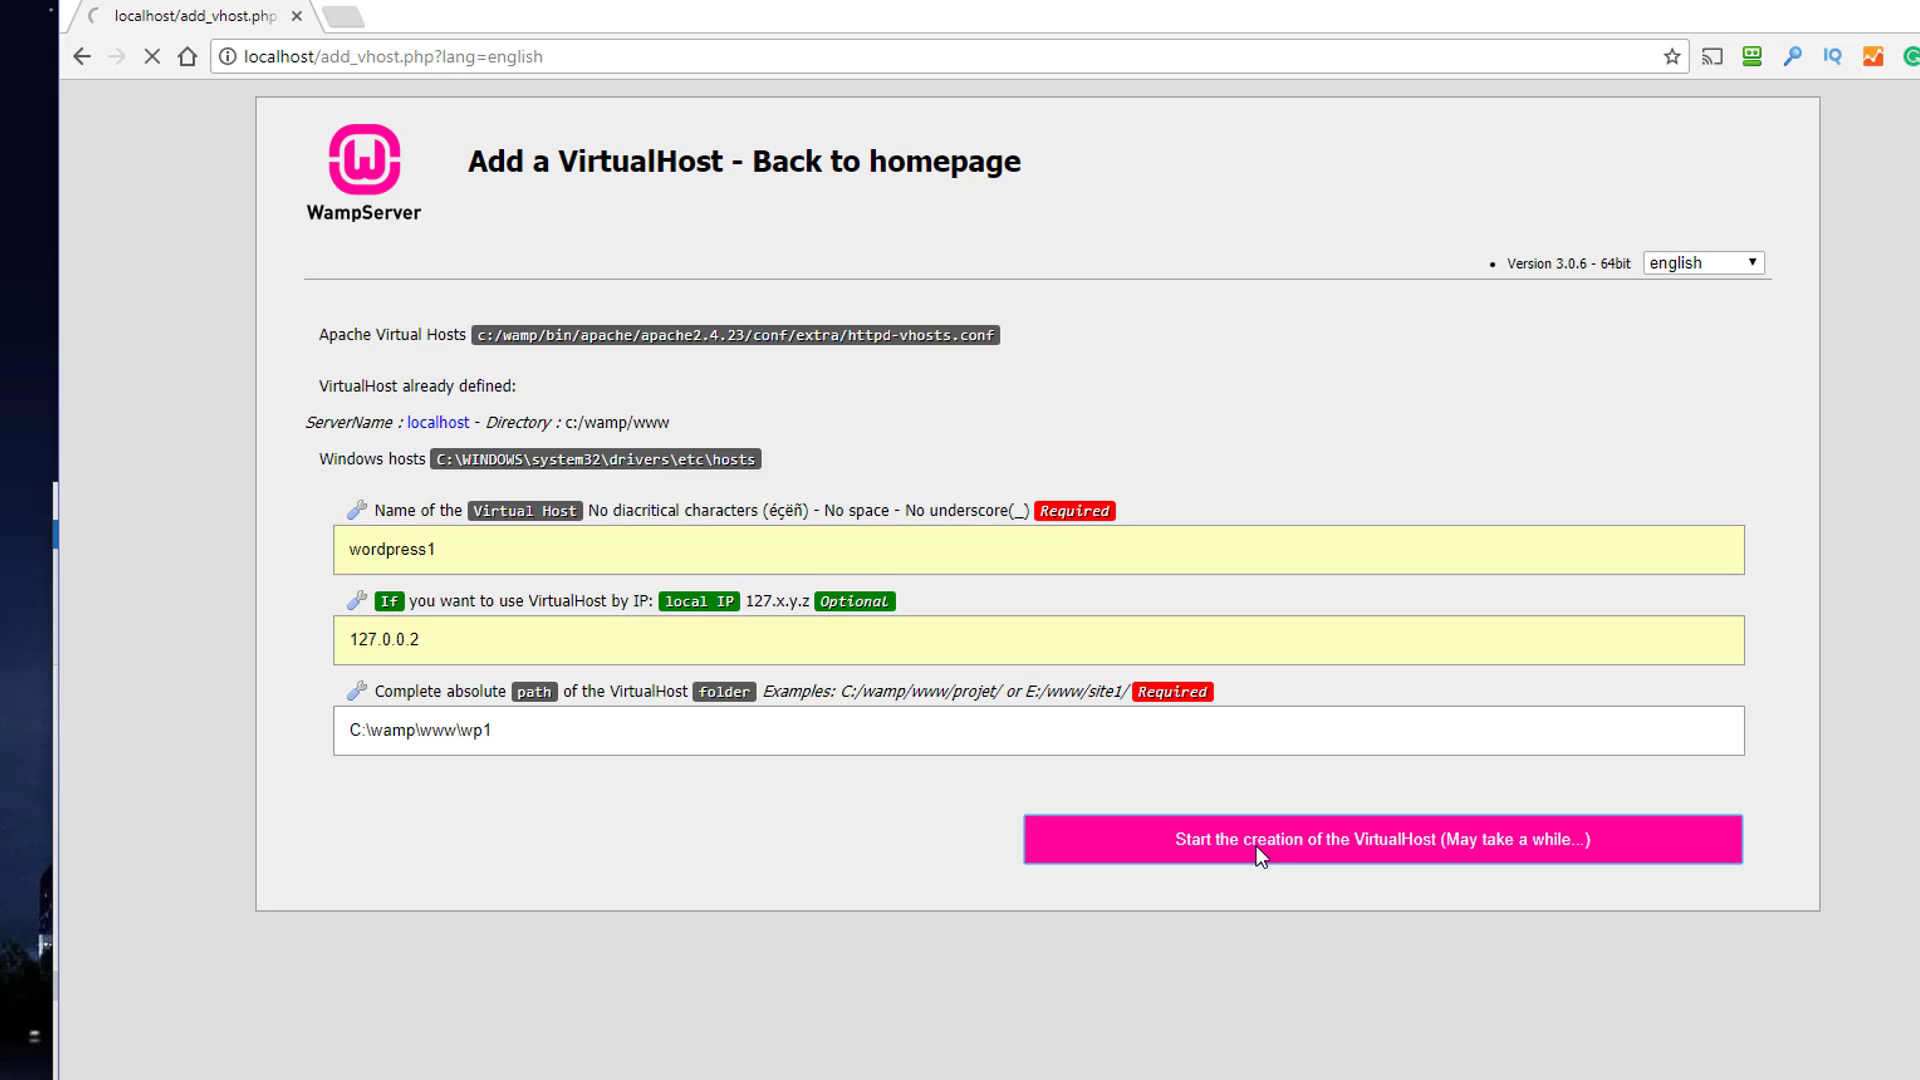 localhost/add_vhost.php
localhost/add_vhost.php?lang=english
IQ
WampServer
Add a VirtualHost - Back to homepage
• Version 3.0.6 - 64bit english
Apache Virtual Hosts c:/wamp/bin/apache/apache2.4.23/conf/extra/httpd-vhosts.conf
VirtualHost already defined:
ServerName : localhost - Directory : c:/wamp/www
Windows hosts C:\WINDOWS\system32\drivers\etc\hosts
Name of the Virtual Host No diacritical characters (éçëñ) - No space - No underscore(_) Required
wordpress1
If you want to use VirtualHost by IP: local IP 127.x.y.z Optional
127.0.0.2
Complete absolute path of the VirtualHost folder Examples: C:/wamp/www/projet/ or E:/www/site1/ Required
C:\wamp\www\wp1
Start the creation of the VirtualHost (May take a while...)